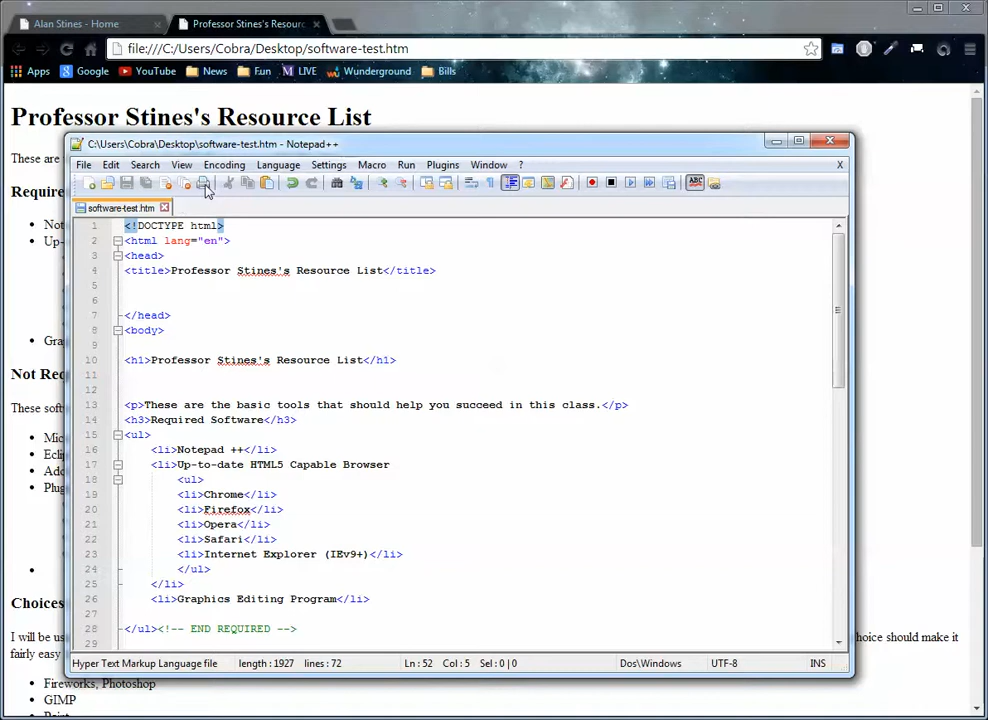 Alan Stines - Home
Professor Stines's Resourc
file:///C:/Users/Cobra/Desktop/software-test.htm
Apps Google YouTube News Fun LIVE Wunderground Bills
Professor Stines's Resource List
These are
Require
Not
Up-
Gra
Not Req
These soft
Mic
Ecli
Ado
Plug
Choices
I will be us
hoice should make it
fairly easy
Fireworks, Photoshop
GIMP
C:\Users\Cobra\Desktop\software-test.htm - Notepad++
File Edit Search View Encoding Language Settings Macro Run Plugins Window ? X
software-test.htm
1 <!DOCTYPE html>
2 <html lang="en">
3 <head>
4 <title>Professor Stines's Resource List</title>
5
6
7 </head>
8 <body>
9
10 <h1>Professor Stines's Resource List</h1>
11
12
13 <p>These are the basic tools that should help you succeed in this class.</p>
14 <h3>Required Software</h3>
15 <ul>
16 <li>Notepad ++</li>
17 <li>Up-to-date HTML5 Capable Browser
18 <ul>
19 <li>Chrome</li>
20 <li>Firefox</li>
21 <li>Opera</li>
22 <li>Safari</li>
23 <li>Internet Explorer (IEv9+)</li>
24 </ul>
25 </li>
26 <li>Graphics Editing Program</li>
27
28 </ul><!-- END REQUIRED -->
29
Hyper Text Markup Language file length : 1927 lines : 72 Ln : 52 Col : 5 Sel : 0 | 0 Dos\Windows UTF-8 INS